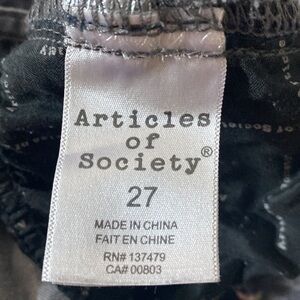 Articles
of
Society®
27
MADE IN CHINA
FAIT EN CHINE
RN# 137479
CA# 00803